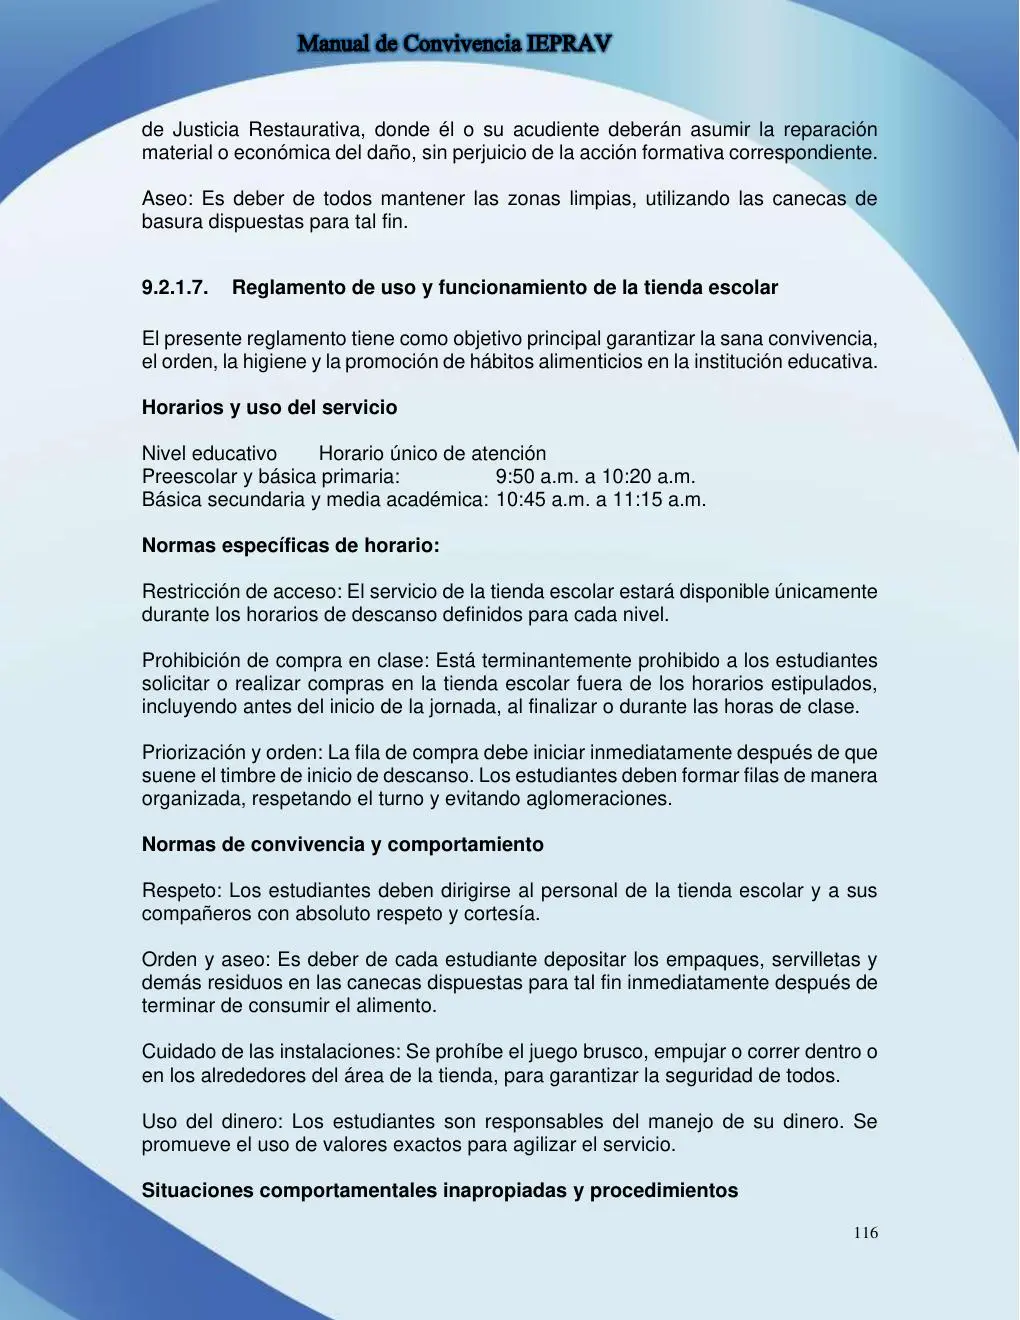 Manual de Convivencia IEPRAV
de Justicia Restaurativa, donde él o su acudiente deberán asumir la reparación
material o económica del daño, sin perjuicio de la acción formativa correspondiente.
Aseo: Es deber de todos mantener las zonas limpias, utilizando las canecas de
basura dispuestas para tal fin.
9.2.1.7. Reglamento de uso y funcionamiento de la tienda escolar
El presente reglamento tiene como objetivo principal garantizar la sana convivencia,
el orden, la higiene y la promoción de hábitos alimenticios en la institución educativa.
Horarios y uso del servicio
Nivel educativo Horario único de atención
Preescolar y básica primaria: 9:50 a.m. a 10:20 a.m.
Básica secundaria y media académica: 10:45 a.m. a 11:15 a.m.
Normas específicas de horario:
Restricción de acceso: El servicio de la tienda escolar estará disponible únicamente
durante los horarios de descanso definidos para cada nivel.
Prohibición de compra en clase: Está terminantemente prohibido a los estudiantes
solicitar o realizar compras en la tienda escolar fuera de los horarios estipulados,
incluyendo antes del inicio de la jornada, al finalizar o durante las horas de clase.
Priorización y orden: La fila de compra debe iniciar inmediatamente después de que
suene el timbre de inicio de descanso. Los estudiantes deben formar filas de manera
organizada, respetando el turno y evitando aglomeraciones.
Normas de convivencia y comportamiento
Respeto: Los estudiantes deben dirigirse al personal de la tienda escolar y a sus
compañeros con absoluto respeto y cortesía.
Orden y aseo: Es deber de cada estudiante depositar los empaques, servilletas y
demás residuos en las canecas dispuestas para tal fin inmediatamente después de
terminar de consumir el alimento.
Cuidado de las instalaciones: Se prohíbe el juego brusco, empujar o correr dentro o
en los alrededores del área de la tienda, para garantizar la seguridad de todos.
Uso del dinero: Los estudiantes son responsables del manejo de su dinero. Se
promueve el uso de valores exactos para agilizar el servicio.
Situaciones comportamentales inapropiadas y procedimientos
116